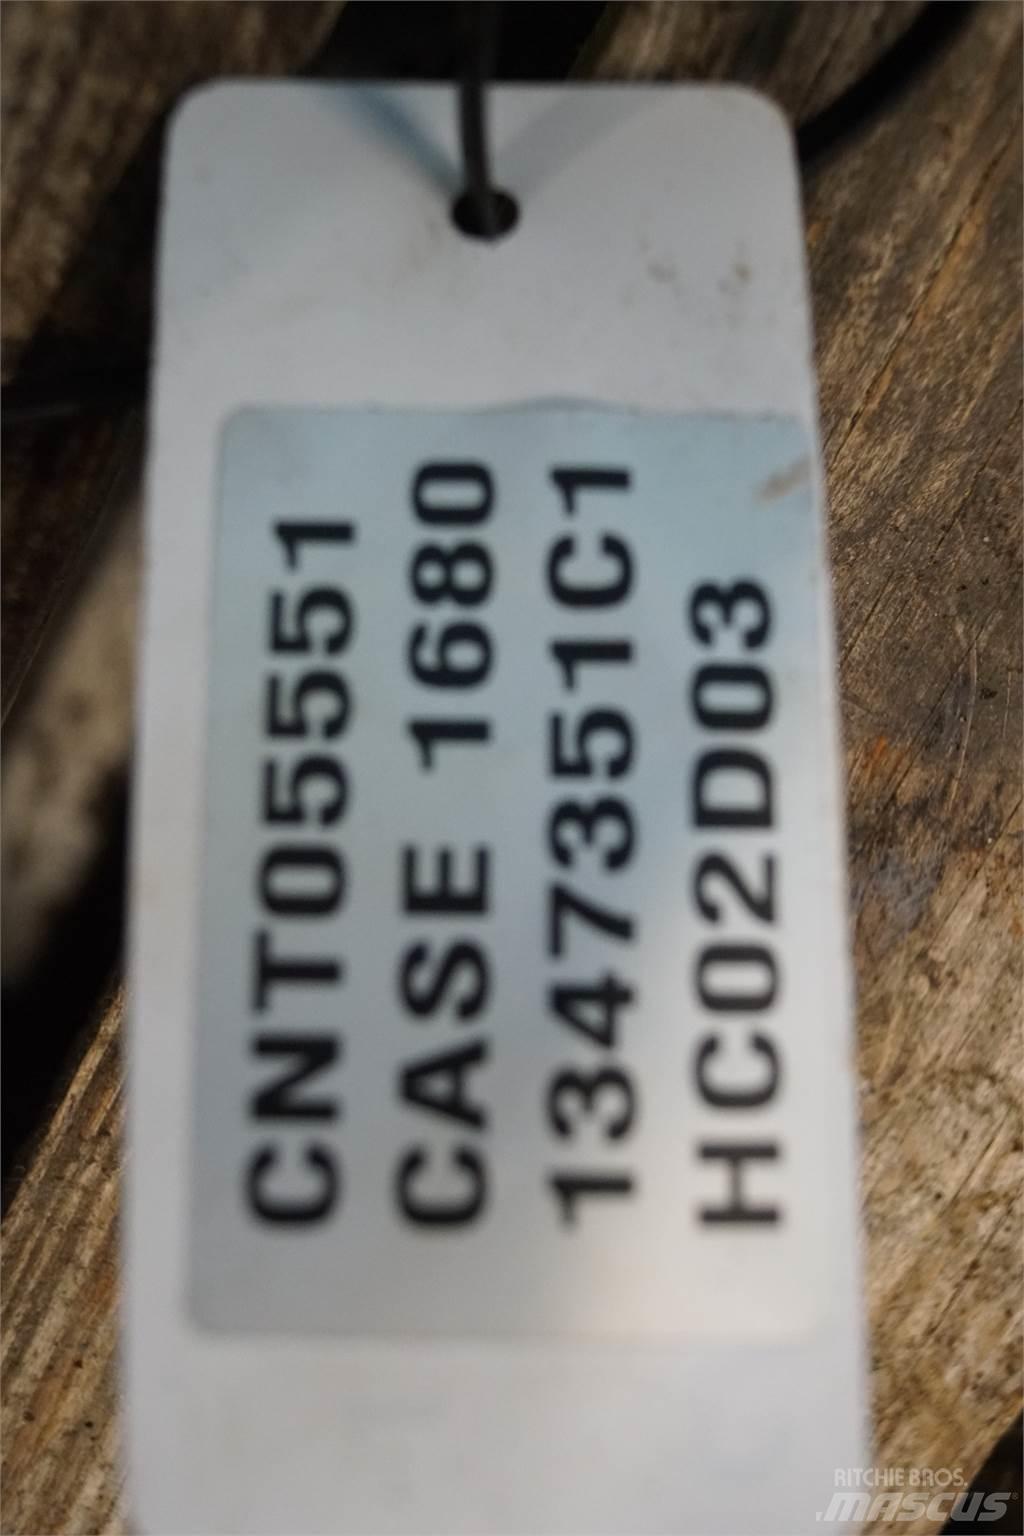 CNT05551
CASE 1680
1347351C1
HC02D03
RITCHIE BROS.
MASCUS